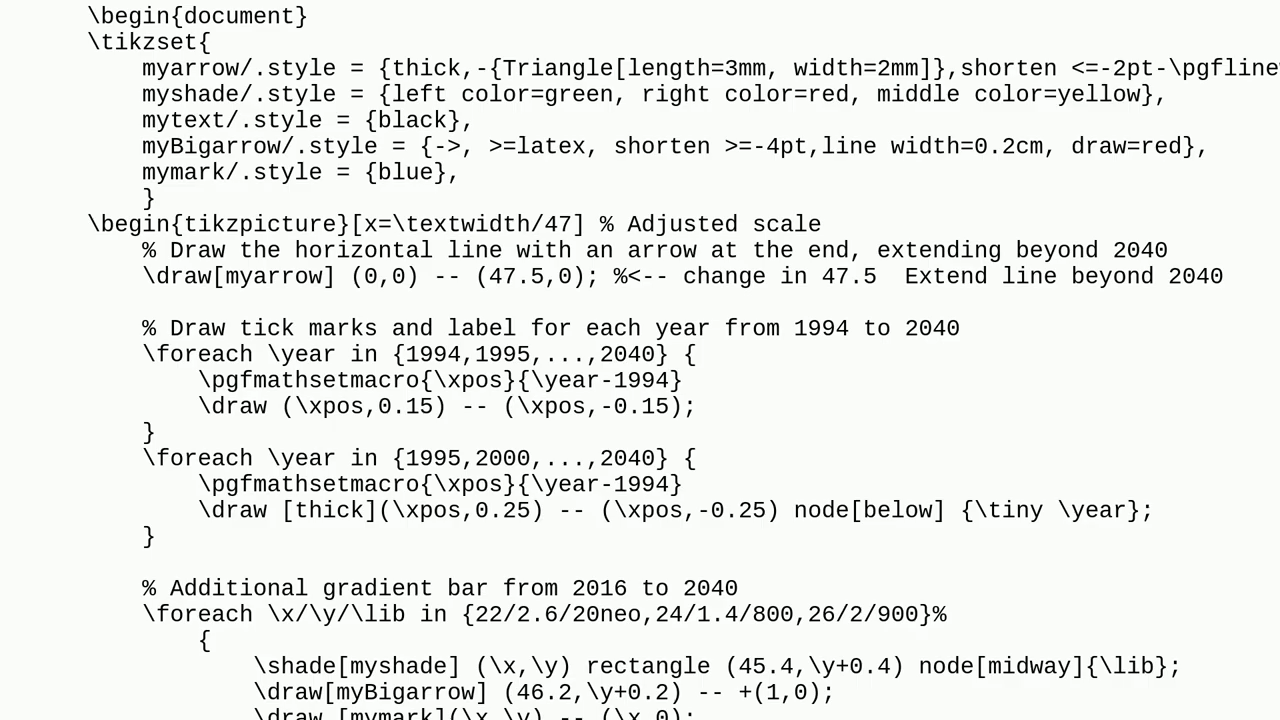 \begin{document}
\tikzset{
myarrow/.style = {thick,-{Triangle[length=3mm, width=2mm]},shorten <=-2pt-\pgfline
myshade/.style = {left color=green, right color=red, middle color=yellow},
mytext/.style = {black},
myBigarrow/.style = {->, >=latex, shorten >=-4pt,line width=0.2cm, draw=red},
mymark/.style = {blue},
}
\begin{tikzpicture}[x=\textwidth/47] % Adjusted scale
% Draw the horizontal line with an arrow at the end, extending beyond 2040
\draw[myarrow] (0,0) -- (47.5,0); %<-- change in 47.5  Extend line beyond 2040
% Draw tick marks and label for each year from 1994 to 2040
\foreach \year in {1994,1995,...,2040} {
\pgfmathsetmacro{\xpos}{\year-1994}
\draw (\xpos,0.15) -- (\xpos,-0.15);
}
\foreach \year in {1995,2000,...,2040} {
\pgfmathsetmacro{\xpos}{\year-1994}
\draw [thick](\xpos,0.25) -- (\xpos,-0.25) node[below] {\tiny \year};
}
% Additional gradient bar from 2016 to 2040
\foreach \x/\y/\lib in {22/2.6/20neo,24/1.4/800,26/2/900}%
{
\shade[myshade] (\x,\y) rectangle (45.4,\y+0.4) node[midway]{\lib};
\draw[myBigarrow] (46.2,\y+0.2) -- +(1,0);
\draw [mymark](\x,\y) -- (\x,0);